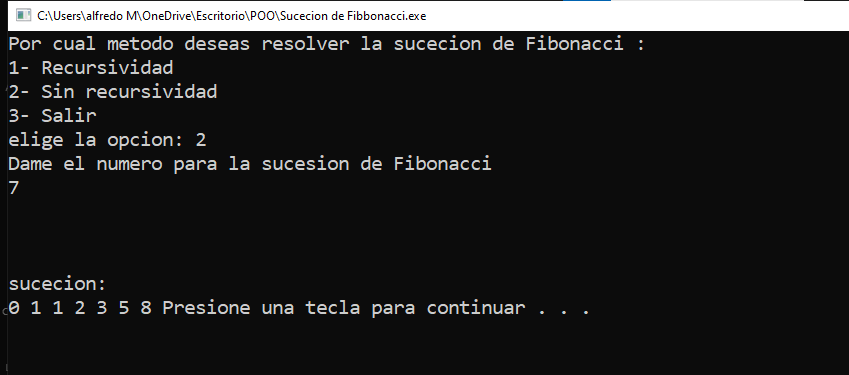 C:\Users\alfredo M\OneDrive\Escritorio\POO\Sucecion de Fibbonacci.exe
Por cual metodo deseas resolver la sucecion de Fibonacci :
1- Recursividad
2- Sin recursividad
3- Salir
elige la opcion: 2
Dame el numero para la sucesion de Fibonacci
7
sucecion:
0 1 1 2 3 5 8 Presione una tecla para continuar . . .